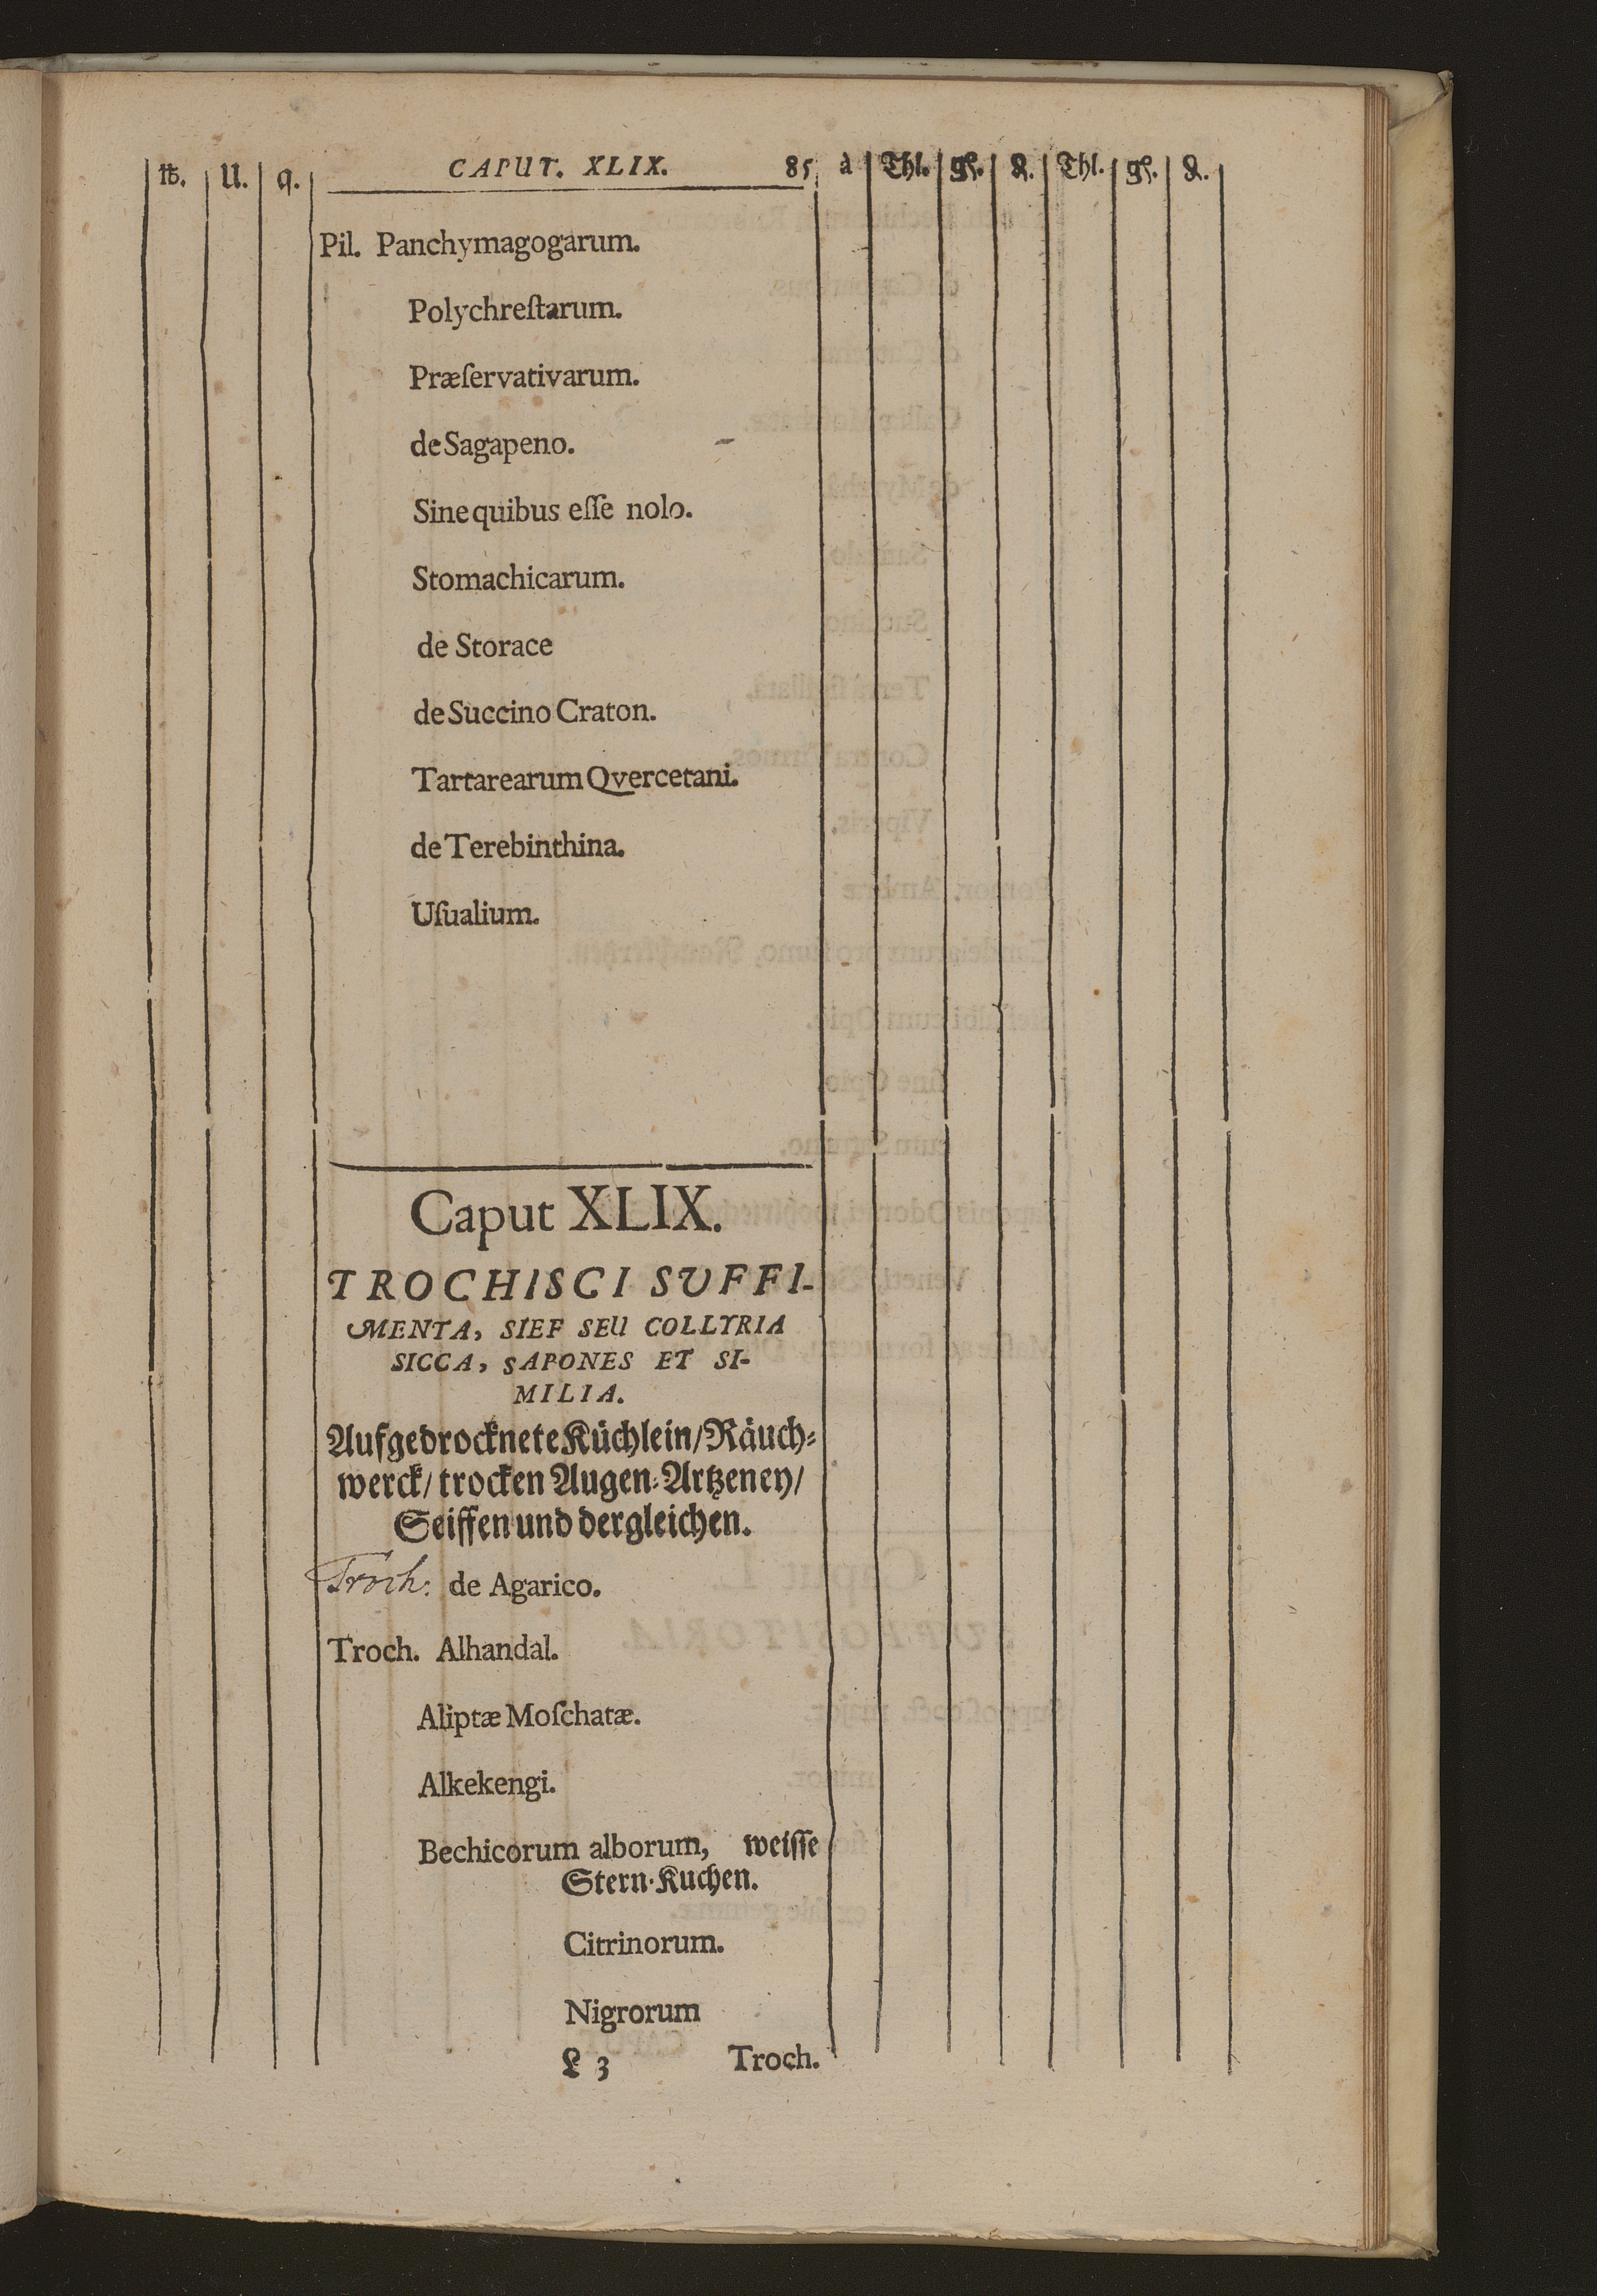 ℔. U. q. CAPUT. XLIX. 85 à Thl. gſ. ₰. Thl. gſ. ₰.
Pil. Panchymagogarum.
Polychreſtarum.
Præſervativarum.
de Sagapeno.
Sine quibus eſſe nolo.
Stomachicarum.
de Storace
de Succino Craton.
Tartarearum Qvercetani.
de Terebinthina.
Uſualium.
Caput XLIX.
TROCHISCI SUFFI-
MENTA, SIEF SEU COLLYRIA
SICCA, SAPONES ET SI-
MILIA.
Aufgedrocknete Küchlein/Räuch-
werck/ trocken Augen-Artzeney/
Seiffen und dergleichen.
Troch: de Agarico.
Troch. Alhandal.
Aliptæ Moſchatæ.
Alkekengi.
Bechicorum alborum, weiſſe
Stern-Kuchen.
Citrinorum.
Nigrorum
L 3 Troch.